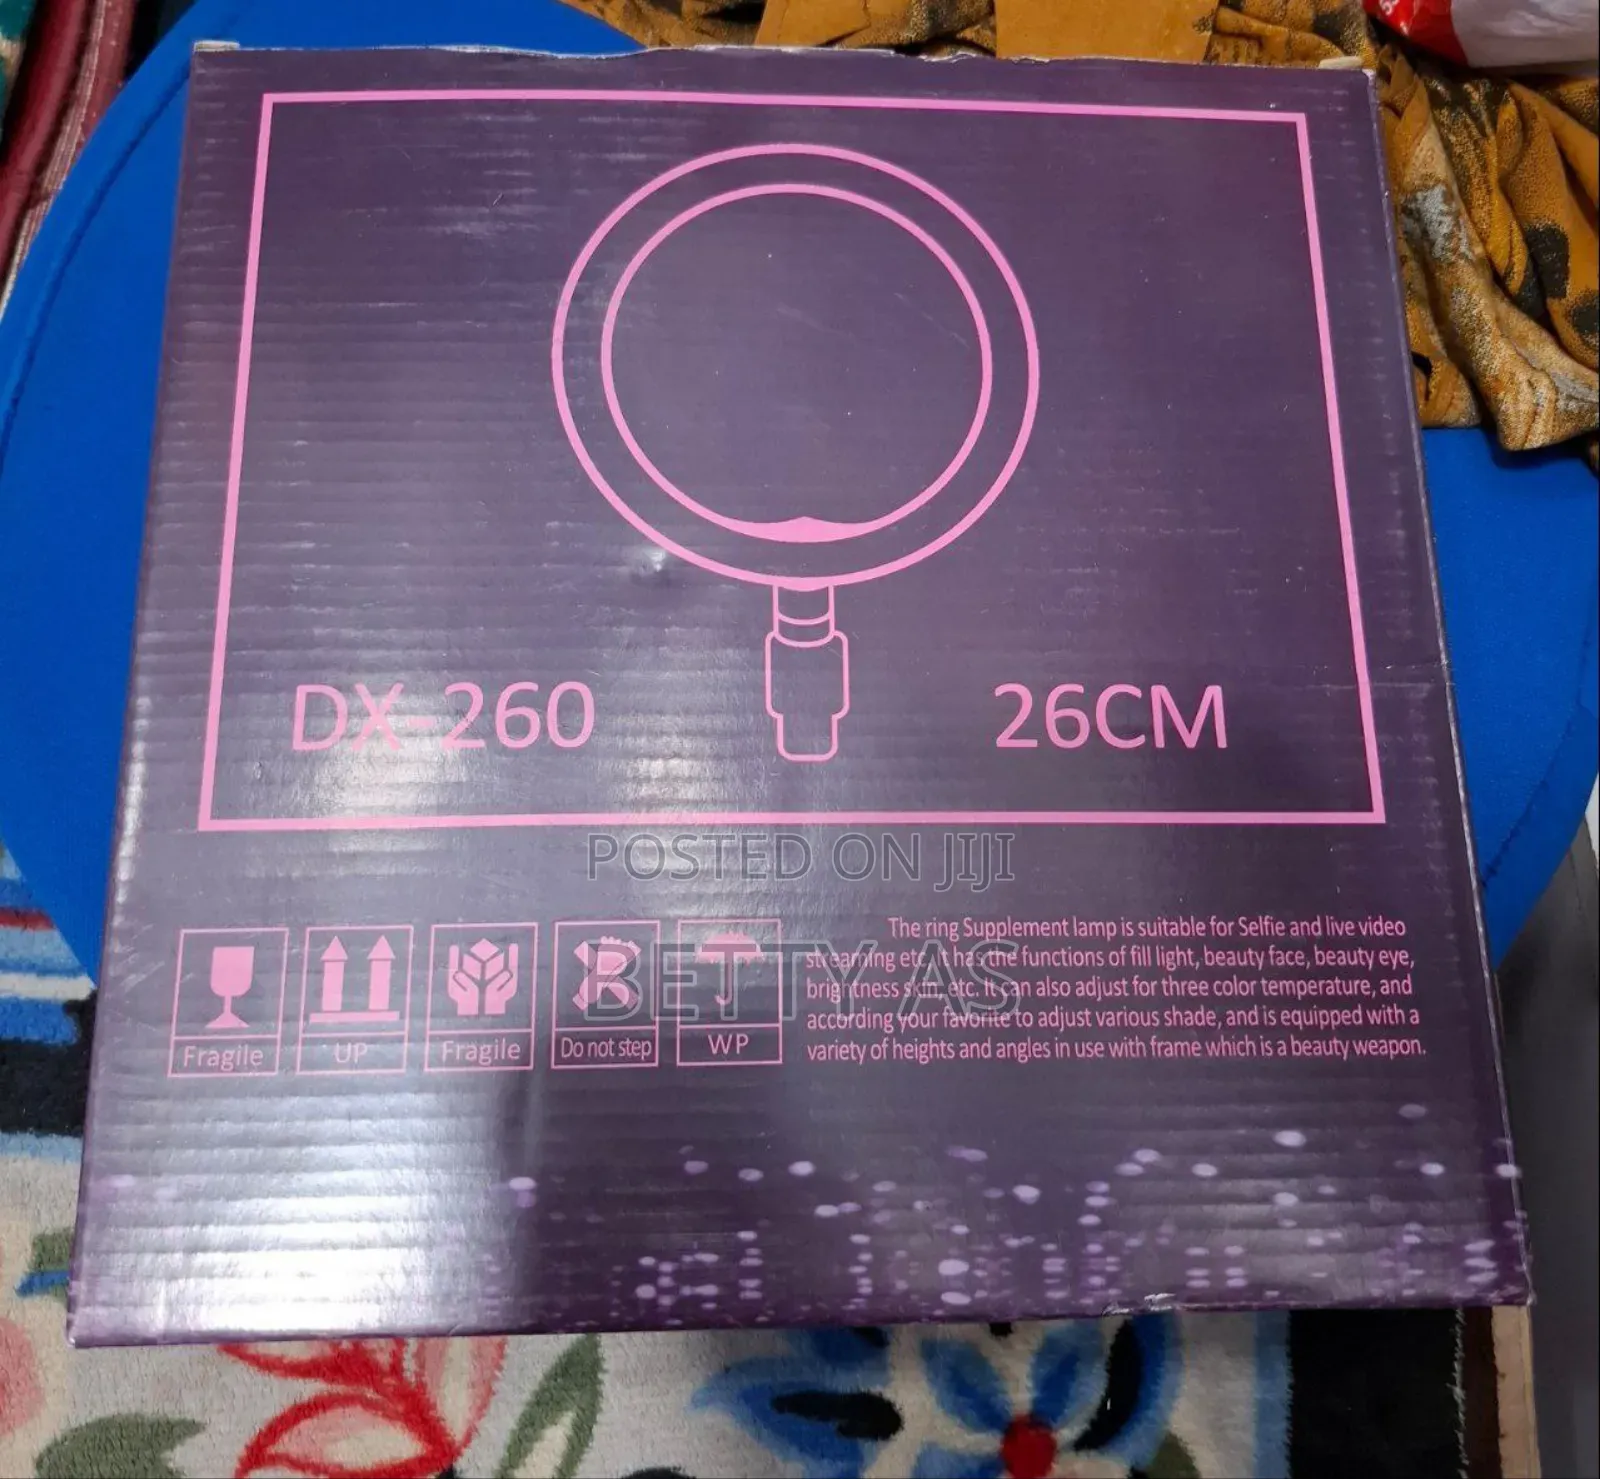 DX-260
26CM
POSTED ON JIJI
BETTY AS
Fragile
UP
Fragile
Do not step
WP
The ring Supplement lamp is suitable for Selfie and live video
streaming etc, it has the functions of fill light, beauty face, beauty eye,
brightness skin, etc. It can also adjust for three color temperature, and
according your favorite to adjust various shade, and is equipped with a
variety of heights and angles in use with frame which is a beauty weapon.